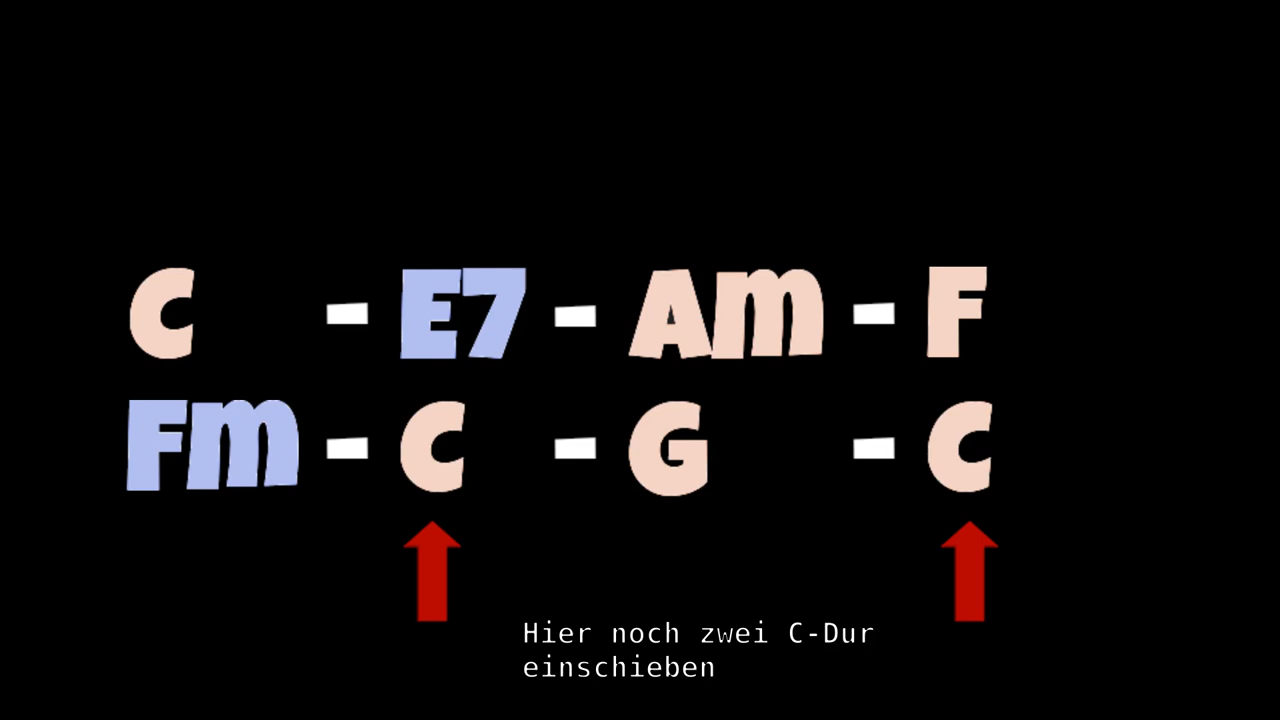 C - E7 - Am - F
Fm - C - G - C
Hier noch zwei C-Dur
einschieben